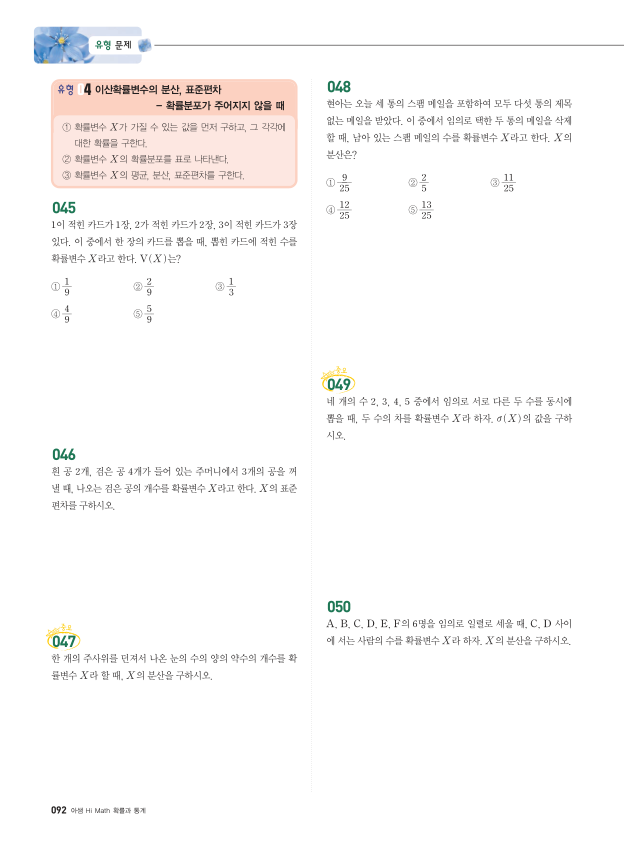 유형 문제
유형 04 이산확률변수의 분산, 표준편차
- 확률분포가 주어지지 않을 때
① 확률변수 X가 가질 수 있는 값을 먼저 구하고, 그 각각에
대한 확률을 구한다.
② 확률변수 X의 확률분포를 표로 나타낸다.
③ 확률변수 X의 평균, 분산, 표준편차를 구한다.
045
1이 적힌 카드가 1장, 2가 적힌 카드가 2장, 3이 적힌 카드가 3장
있다. 이 중에서 한 장의 카드를 뽑을 때, 뽑힌 카드에 적힌 수를
확률변수 X라고 한다. V(X)는?
① 1/9 ② 2/9 ③ 1/3
④ 4/9 ⑤ 5/9
046
흰 공 2개, 검은 공 4개가 들어 있는 주머니에서 3개의 공을 꺼
낼 때, 나오는 검은 공의 개수를 확률변수 X라고 한다. X의 표준
편차를 구하시오.
047
한 개의 주사위를 던져서 나온 눈의 수의 양의 약수의 개수를 확
률변수 X라 할 때, X의 분산을 구하시오.
048
현아는 오늘 세 통의 스팸 메일을 포함하여 모두 다섯 통의 제목
없는 메일을 받았다. 이 중에서 임의로 택한 두 통의 메일을 삭제
할 때, 남아 있는 스팸 메일의 수를 확률변수 X라고 한다. X의
분산은?
① 9/25 ② 2/5 ③ 11/25
④ 12/25 ⑤ 13/25
049
네 개의 수 2, 3, 4, 5 중에서 임의로 서로 다른 두 수를 동시에
뽑을 때, 두 수의 차를 확률변수 X라 하자. σ(X)의 값을 구하
시오.
050
A, B, C, D, E, F의 6명을 임의로 일렬로 세울 때, C, D 사이
에 서는 사람의 수를 확률변수 X라 하자. X의 분산을 구하시오.
092 아샘 Hi Math 확률과 통계